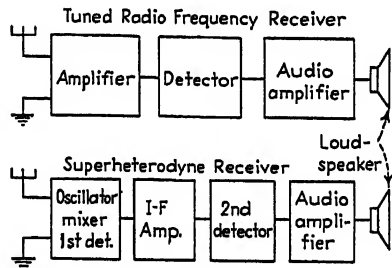 Tuned Radio Frequency Receiver
Amplifier
Detector
Audio
amplifier
Loud-
speaker
Superheterodyne Receiver
Oscillator
mixer
1st det.
I-F
Amp.
2nd
detector
Audio
ampli-
fier